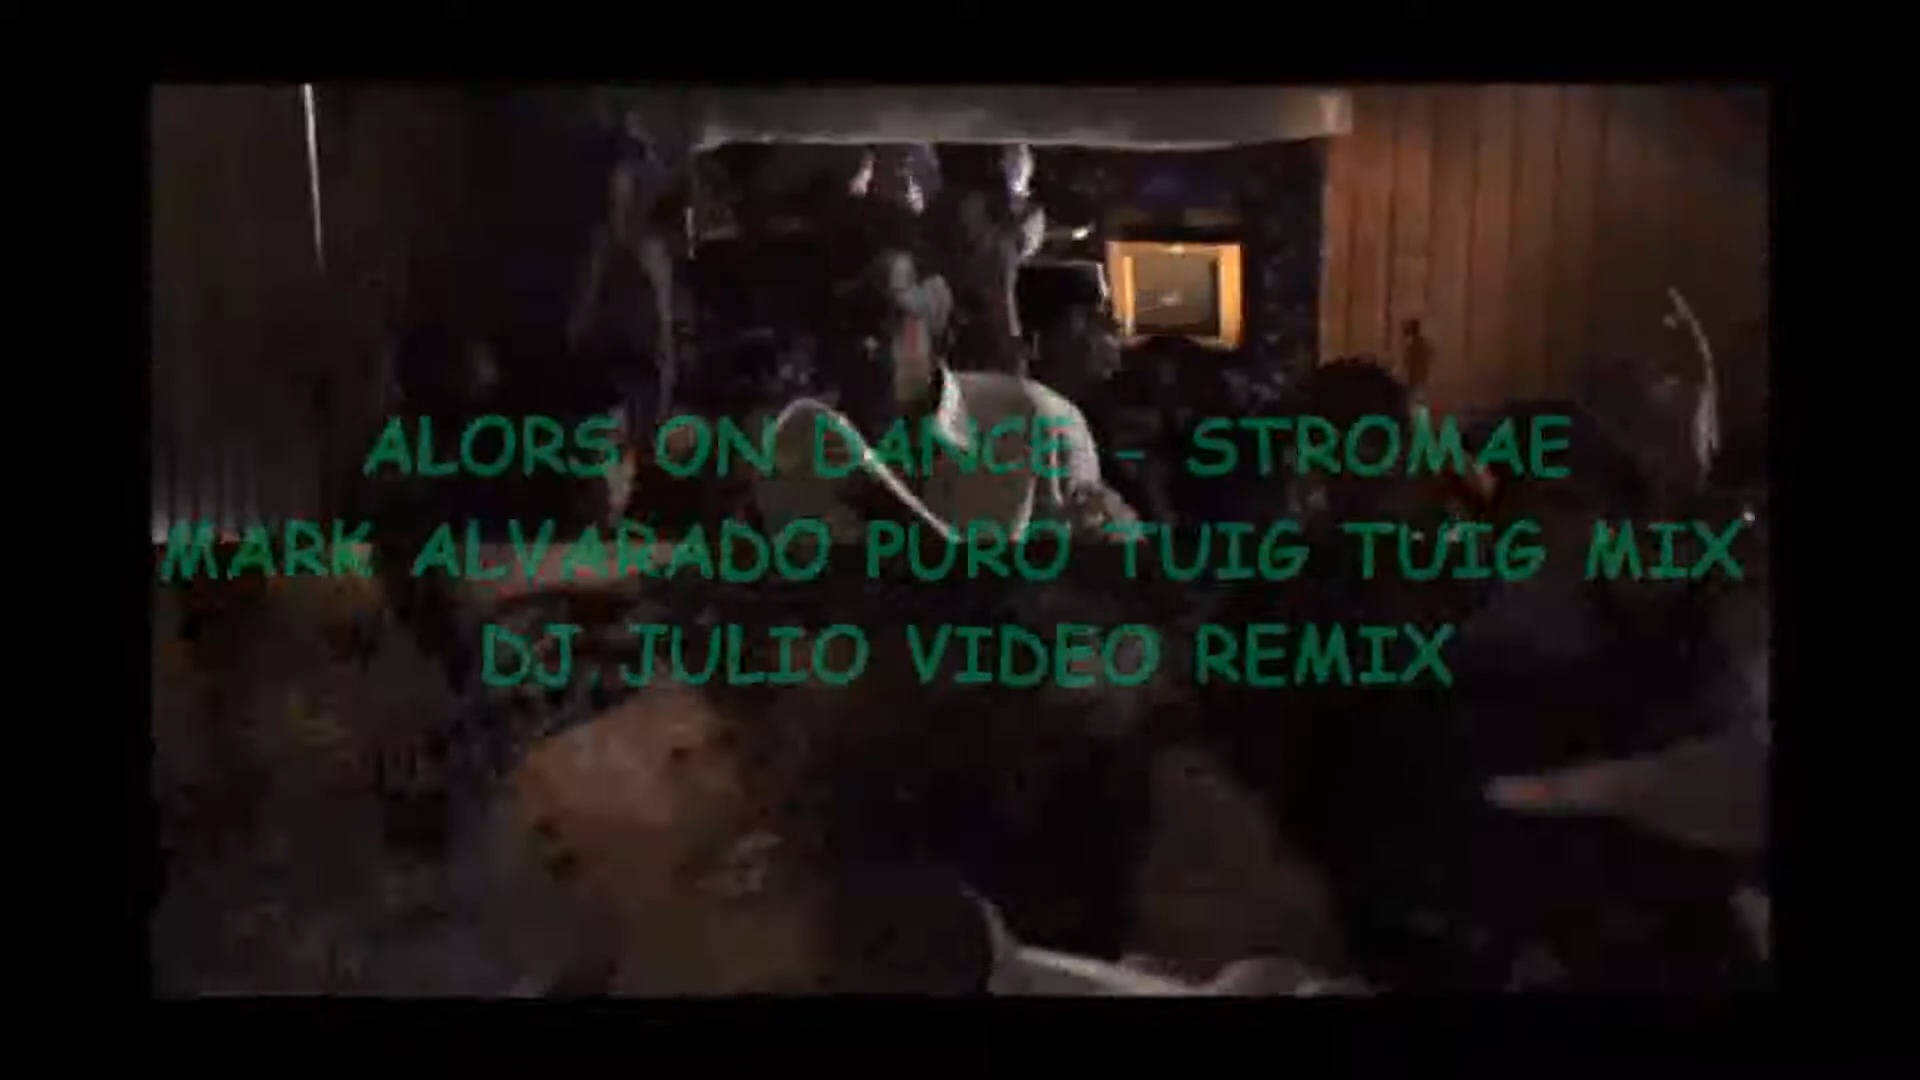 ALORS ON DANCE - STROMAE
MARK ALVARADO PURO TUIG TUIG MIX
DJ JULIO VIDEO REMIX